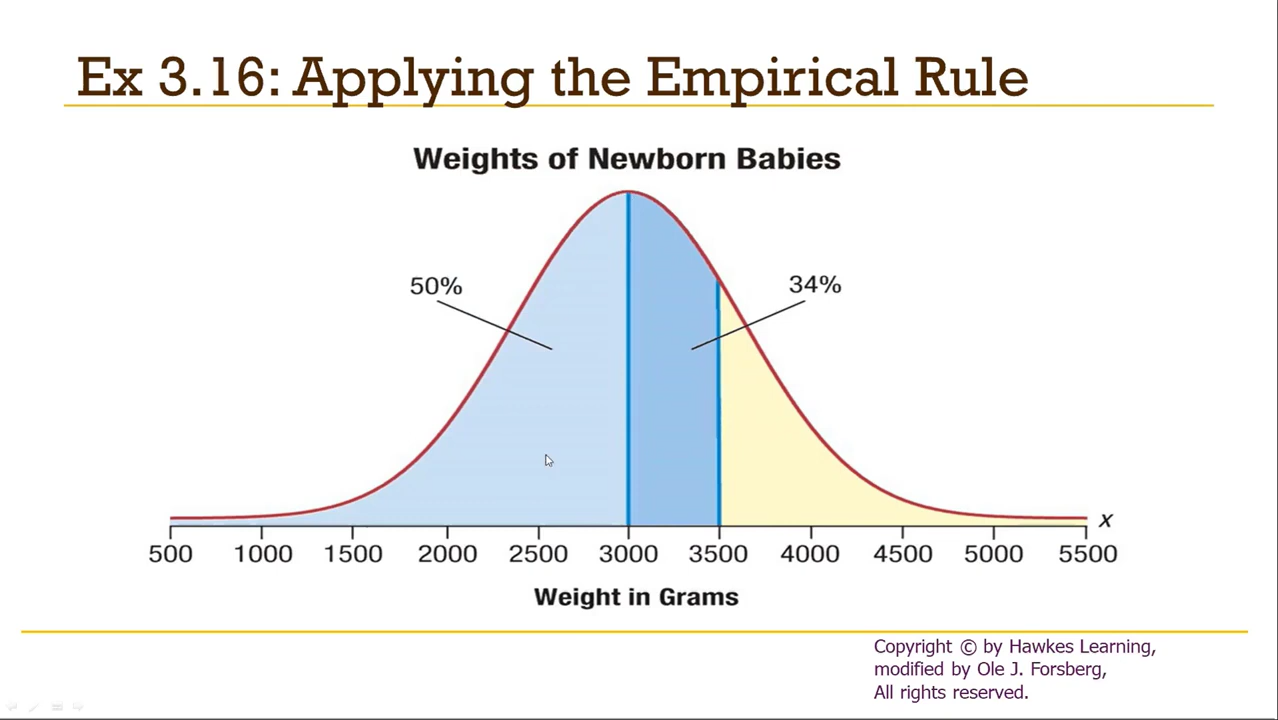 Ex 3.16: Applying the Empirical Rule
Weights of Newborn Babies
50%
34%
x
500 1000 1500 2000 2500 3000 3500 4000 4500 5000 5500
Weight in Grams
Copyright © by Hawkes Learning,
modified by Ole J. Forsberg,
All rights reserved.